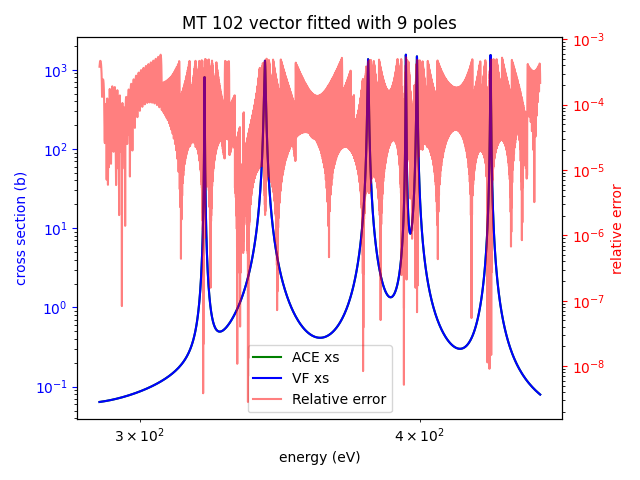 MT 102 vector fitted with 9 poles
10³
10²
10¹
10⁰
10⁻¹
cross section (b)
10⁻³
10⁻⁴
10⁻⁵
10⁻⁶
10⁻⁷
10⁻⁸
relative error
ACE xs
VF xs
Relative error
3 × 10²
4 × 10²
energy (eV)